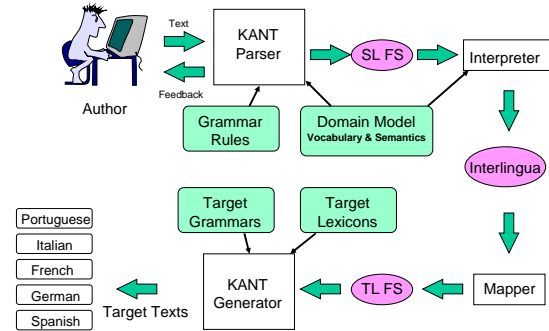 Text
Feedback
Author
KANT
Parser
SL FS
Interpreter
Grammar
Rules
Domain Model
Vocabulary & Semantics
Interlingua
Target
Grammars
Target
Lexicons
Portuguese
Italian
French
German
Spanish
Target Texts
KANT
Generator
TL FS
Mapper